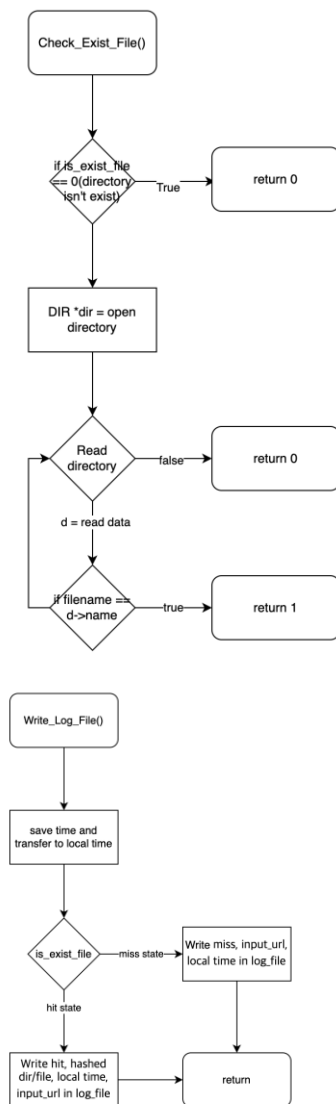 Check_Exist_File()
if is_exist_file
== 0(directory
isn't exist)
True
return 0
DIR *dir = open
directory
Read
directory
false
return 0
d = read data
if filename ==
d->name
true
return 1
Write_Log_File()
save time and
transfer to local time
is_exist_file
miss state
Write miss, input_url,
local time in log_file
hit state
Write hit, hashed
dir/file, local time,
input_url in log_file
return